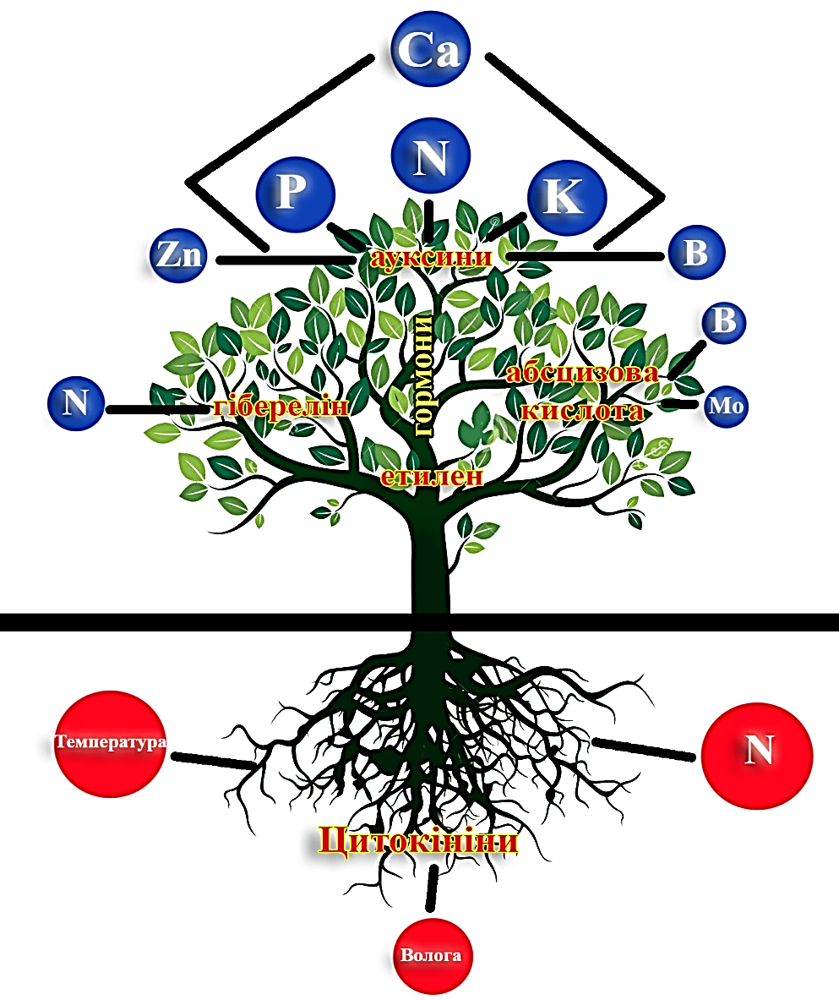 Ca
N
P
K
Zn
ауксини
B
B
гормони
абсцизова
кислота
N
гіберелін
Mo
етилен
Температура
N
Цитокініни
Волога